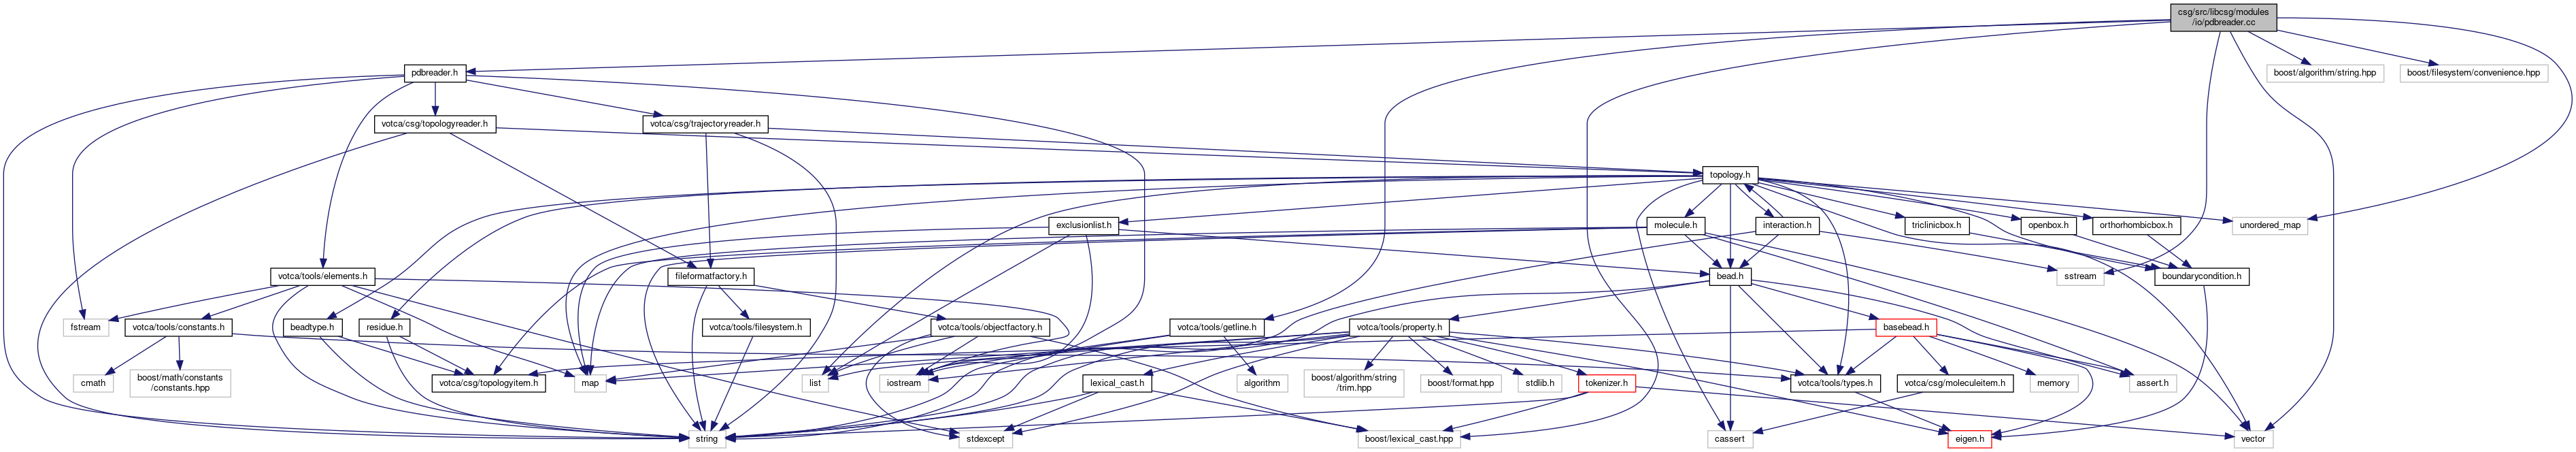 csg/src/libcsg/modules
/io/pdbreader.cc
pdbreader.h
boost/algorithm/string.hpp
boost/filesystem/convenience.hpp
votca/csg/topologyreader.h
votca/csg/trajectoryreader.h
topology.h
exclusionlist.h
molecule.h
interaction.h
triclinicbox.h
openbox.h
orthorhombicbox.h
unordered_map
votca/tools/elements.h
fileformatfactory.h
bead.h
sstream
boundarycondition.h
fstream
votca/tools/constants.h
beadtype.h
residue.h
votca/tools/filesystem.h
votca/tools/objectfactory.h
votca/tools/getline.h
votca/tools/property.h
basebead.h
cmath
boost/math/constants
/constants.hpp
votca/csg/topologyitem.h
map
list
iostream
lexical_cast.h
algorithm
boost/algorithm/string
/trim.hpp
boost/format.hpp
stdlib.h
tokenizer.h
votca/tools/types.h
votca/csg/moleculeitem.h
memory
assert.h
string
stdexcept
boost/lexical_cast.hpp
cassert
eigen.h
vector